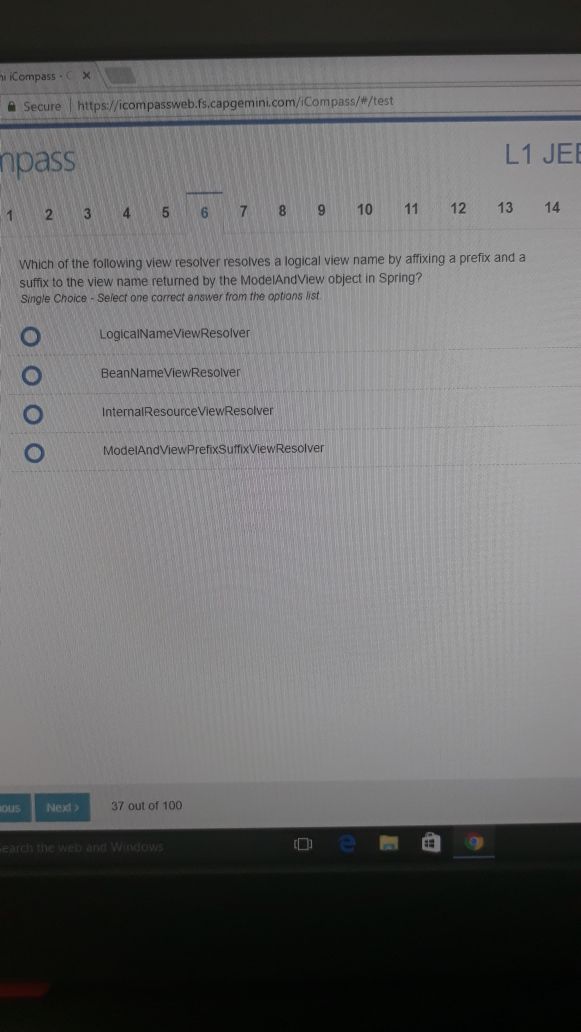 iCompass - C ×
Secure | https://icompassweb.fs.capgemini.com/iCompass/#/test
mpass
L1 JEE
1 2 3 4 5 6 7 8 9 10 11 12 13 14
Which of the following view resolver resolves a logical view name by affixing a prefix and a
suffix to the view name returned by the ModelAndView object in Spring?
Single Choice - Select one correct answer from the options list.
LogicalNameViewResolver
BeanNameViewResolver
InternalResourceViewResolver
ModelAndViewPrefixSuffixViewResolver
ous Next > 37 out of 100
earch the web and Windows